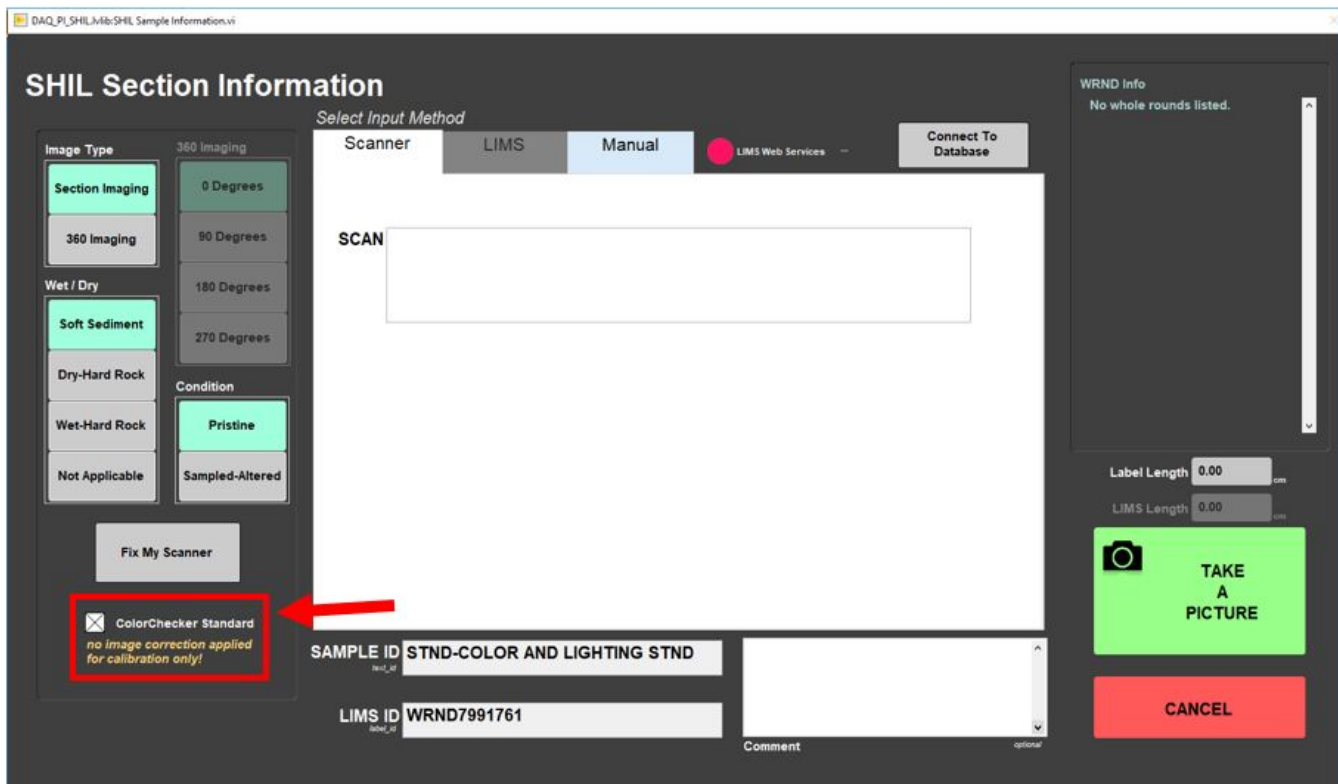 DAQ_PI_SHIL.lvlib:SHIL Sample Information.vi
SHIL Section Information
Select Input Method
Scanner
LIMS
Manual
LIMS Web Services
Connect To
Database
Image Type
Section Imaging
360 Imaging
360 Imaging
0 Degrees
90 Degrees
180 Degrees
270 Degrees
Wet / Dry
Soft Sediment
Dry-Hard Rock
Wet-Hard Rock
Not Applicable
Condition
Pristine
Sampled-Altered
Fix My Scanner
ColorChecker Standard
no image correction applied
for calibration only!
SCAN
SAMPLE ID
text_id
STND-COLOR AND LIGHTING STND
LIMS ID
label_id
WRND7991761
Comment
optional
WRND Info
No whole rounds listed.
Label Length
0.00
cm
LIMS Length
0.00
cm
TAKE
A
PICTURE
CANCEL